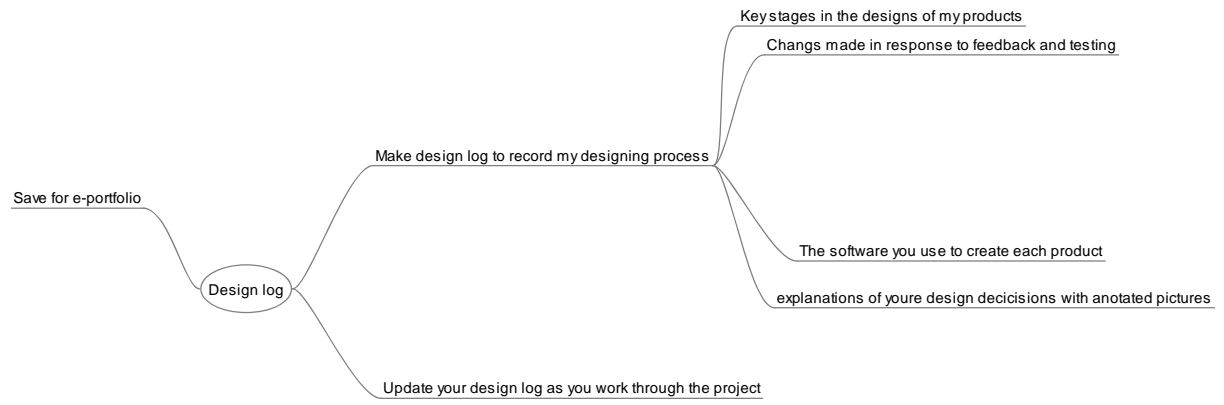 Key stages in the designs of my products
Changs made in response to feedback and testing
Make design log to record my designing process
Save for e-portfolio
The software you use to create each product
Design log
explanations of youre design decicisions with anotated pictures
Update your design log as you work through the project